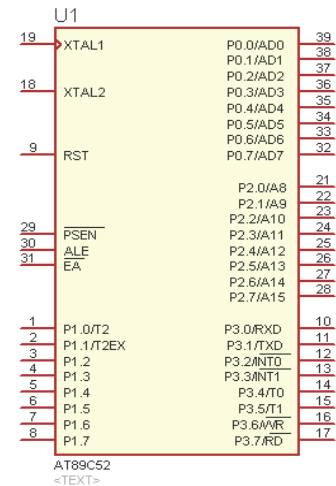 U1
19 XTAL1 P0.0/AD0 39
P0.1/AD1 38
P0.2/AD2 37
18 XTAL2 P0.3/AD3 36
P0.4/AD4 35
P0.5/AD5 34
P0.6/AD6 33
9 RST P0.7/AD7 32
P2.0/A8 21
P2.1/A9 22
P2.2/A10 23
29 PSEN P2.3/A11 24
30 ALE P2.4/A12 25
31 EA P2.5/A13 26
P2.6/A14 27
P2.7/A15 28
1 P1.0/T2 P3.0/RXD 10
2 P1.1/T2EX P3.1/TXD 11
3 P1.2 P3.2/INT0 12
4 P1.3 P3.3/INT1 13
5 P1.4 P3.4/T0 14
6 P1.5 P3.5/T1 15
7 P1.6 P3.6/WR 16
8 P1.7 P3.7/RD 17
AT89C52
<TEXT>